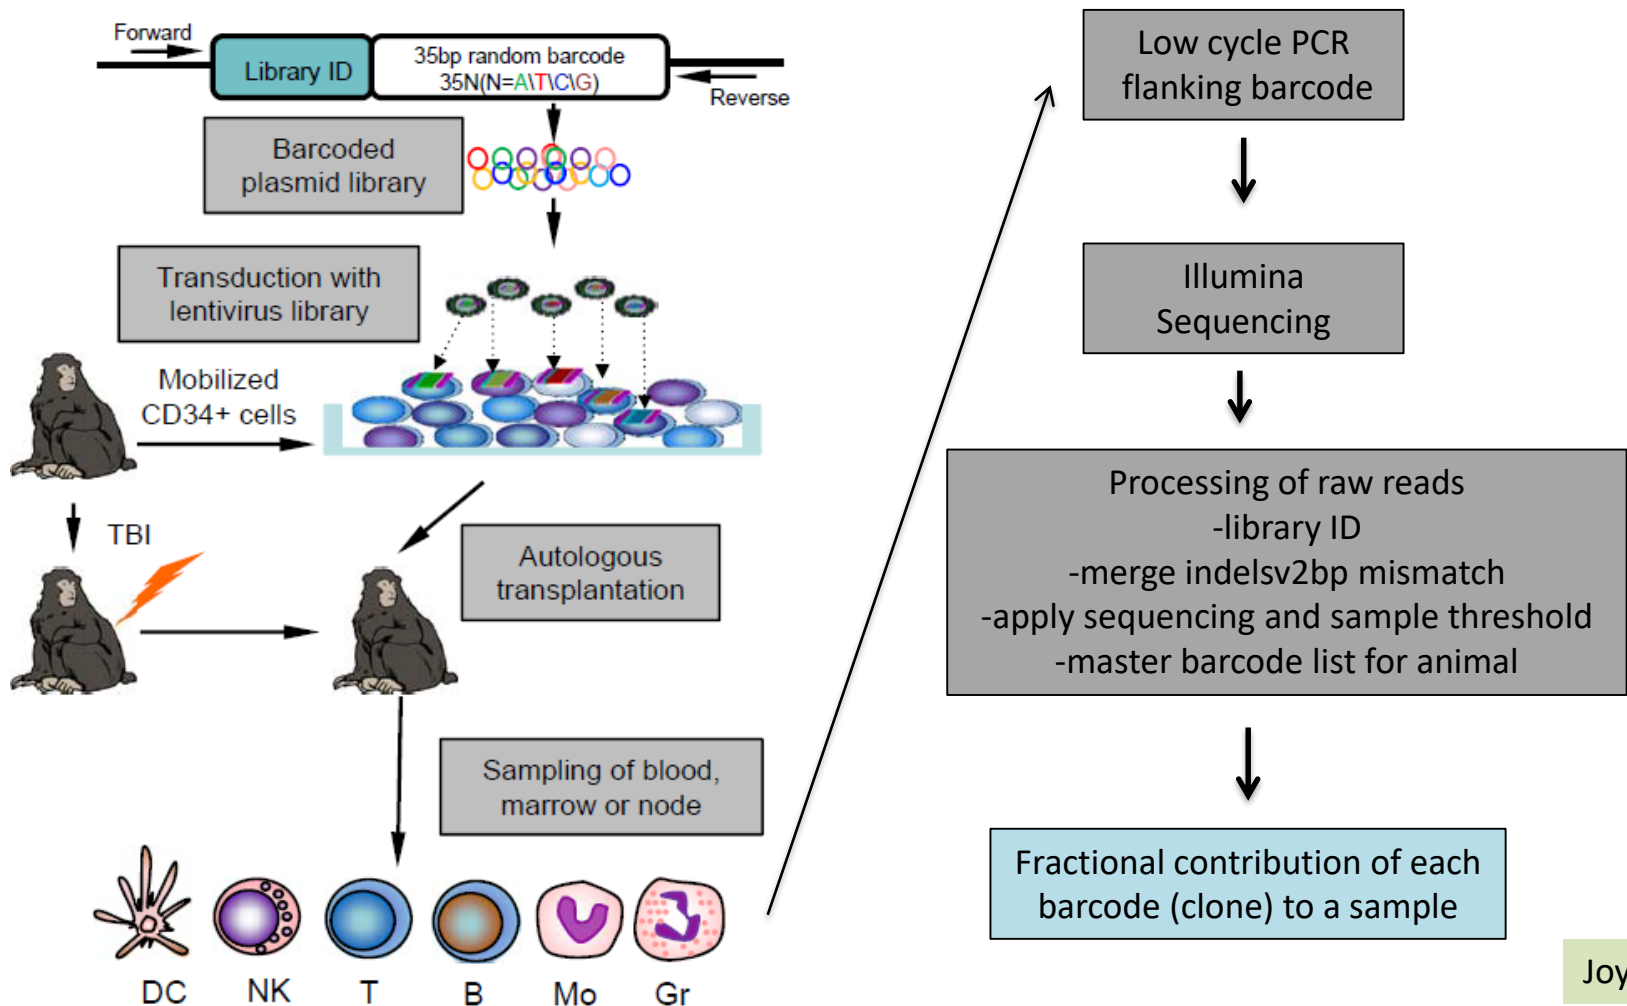 Forward
Library ID
35bp random barcode
35N(N=A\T\C\G)
Reverse
Barcoded
plasmid library
Transduction with
lentivirus library
Mobilized
CD34+ cells
TBI
Autologous
transplantation
Sampling of blood,
marrow or node
DC NK T B Mo Gr
Low cycle PCR
flanking barcode
Illumina
Sequencing
Processing of raw reads
-library ID
-merge indelsv2bp mismatch
-apply sequencing and sample threshold
-master barcode list for animal
Fractional contribution of each
barcode (clone) to a sample
Joy